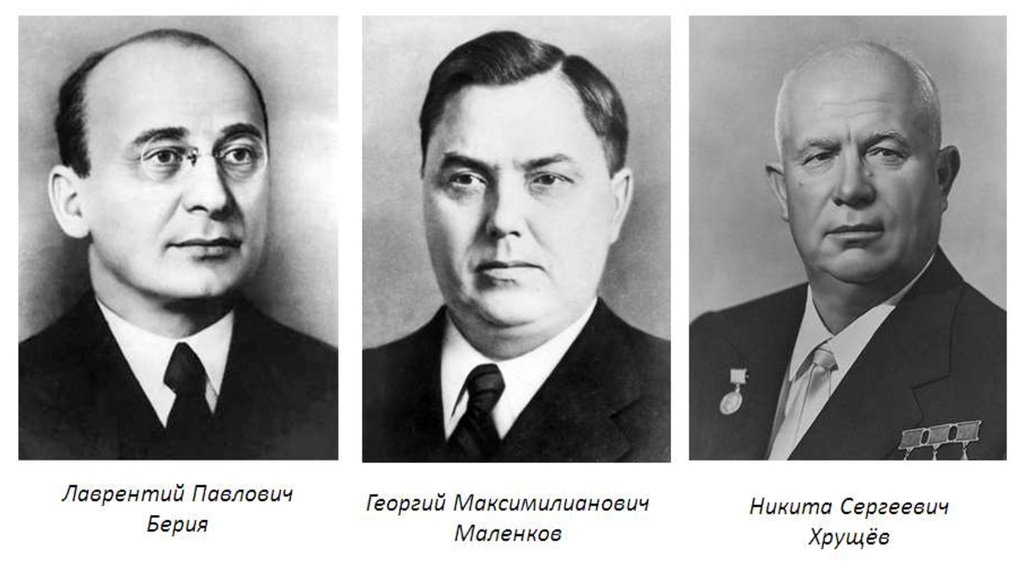 Лаврентий Павлович
Берия
Георгий Максимилианович
Маленков
Никита Сергеевич
Хрущёв